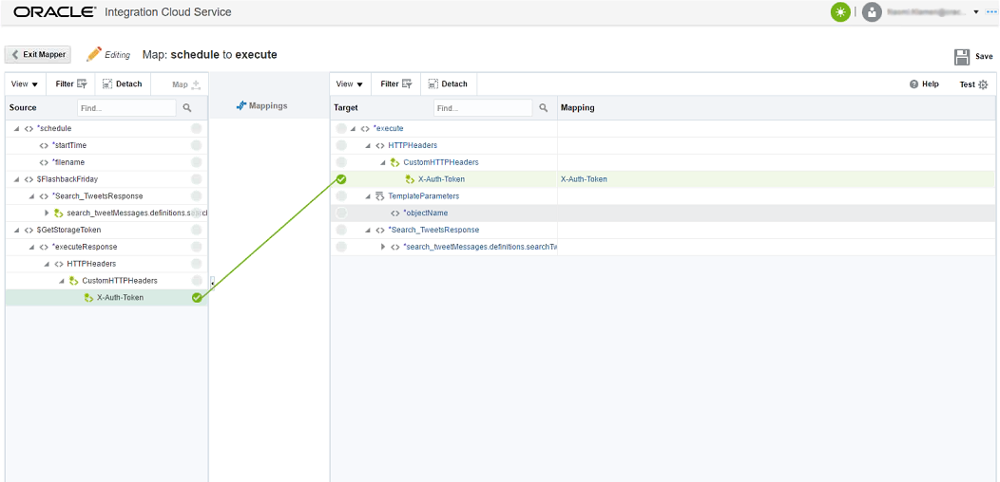 ORACLE® Integration Cloud Service
Exit Mapper Editing Map: schedule to execute Save
View Filter Detach Map Mappings View Filter Detach Help Test
Source Find... Target Find... Mapping
*schedule *execute
*startTime HTTPHeaders
*filename CustomHTTPHeaders
$FlashbackFriday X-Auth-Token X-Auth-Token
*Search_TweetsResponse TemplateParameters
search_tweetMessages.definitions.searcl *objectName
$GetStorageToken *Search_TweetsResponse
*executeResponse *search_tweetMessages.definitions.searchTw
HTTPHeaders
CustomHTTPHeaders
X-Auth-Token